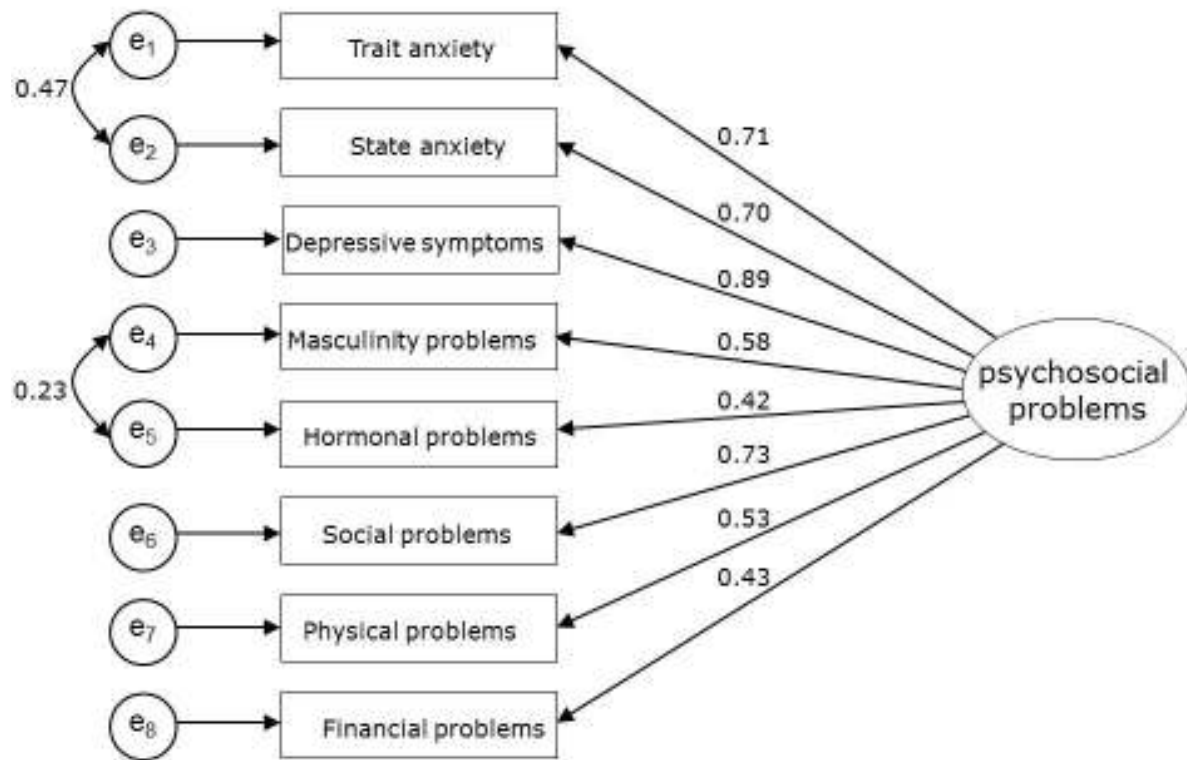 e1
Trait anxiety
0.47
0.71
e2
State anxiety
0.70
e3
Depressive symptoms
0.89
e4
Masculinity problems
0.58
0.23
psychosocial
problems
0.42
e5
Hormonal problems
0.73
e6
Social problems
0.53
e7
Physical problems
0.43
e8
Financial problems